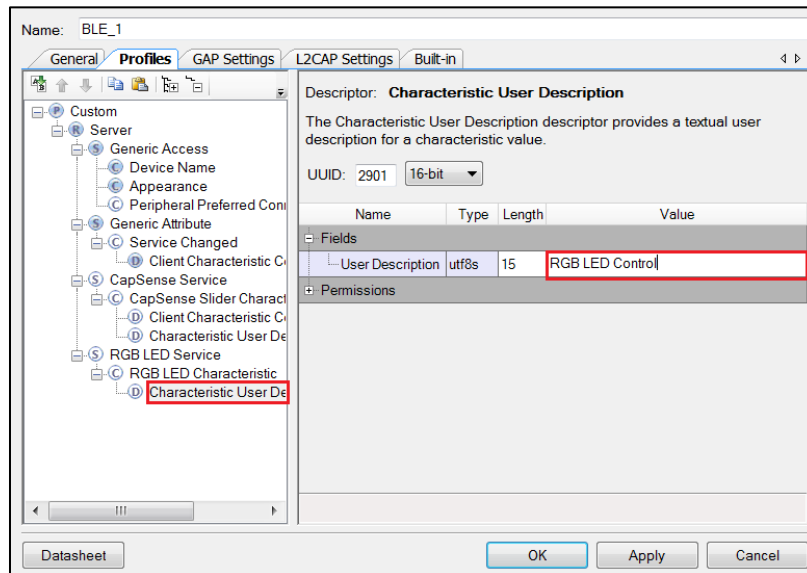 Name: BLE_1
General Profiles GAP Settings L2CAP Settings Built-in
Custom
Server
Generic Access
Device Name
Appearance
Peripheral Preferred Conn
Generic Attribute
Service Changed
Client Characteristic Co
CapSense Service
CapSense Slider Charact
Client Characteristic Co
Characteristic User De
RGB LED Service
RGB LED Characteristic
Characteristic User De
Descriptor: Characteristic User Description
The Characteristic User Description descriptor provides a textual user
description for a characteristic value.
UUID: 2901 16-bit
Name Type Length Value
Fields
User Description utf8s 15 RGB LED Control
Permissions
Datasheet OK Apply Cancel